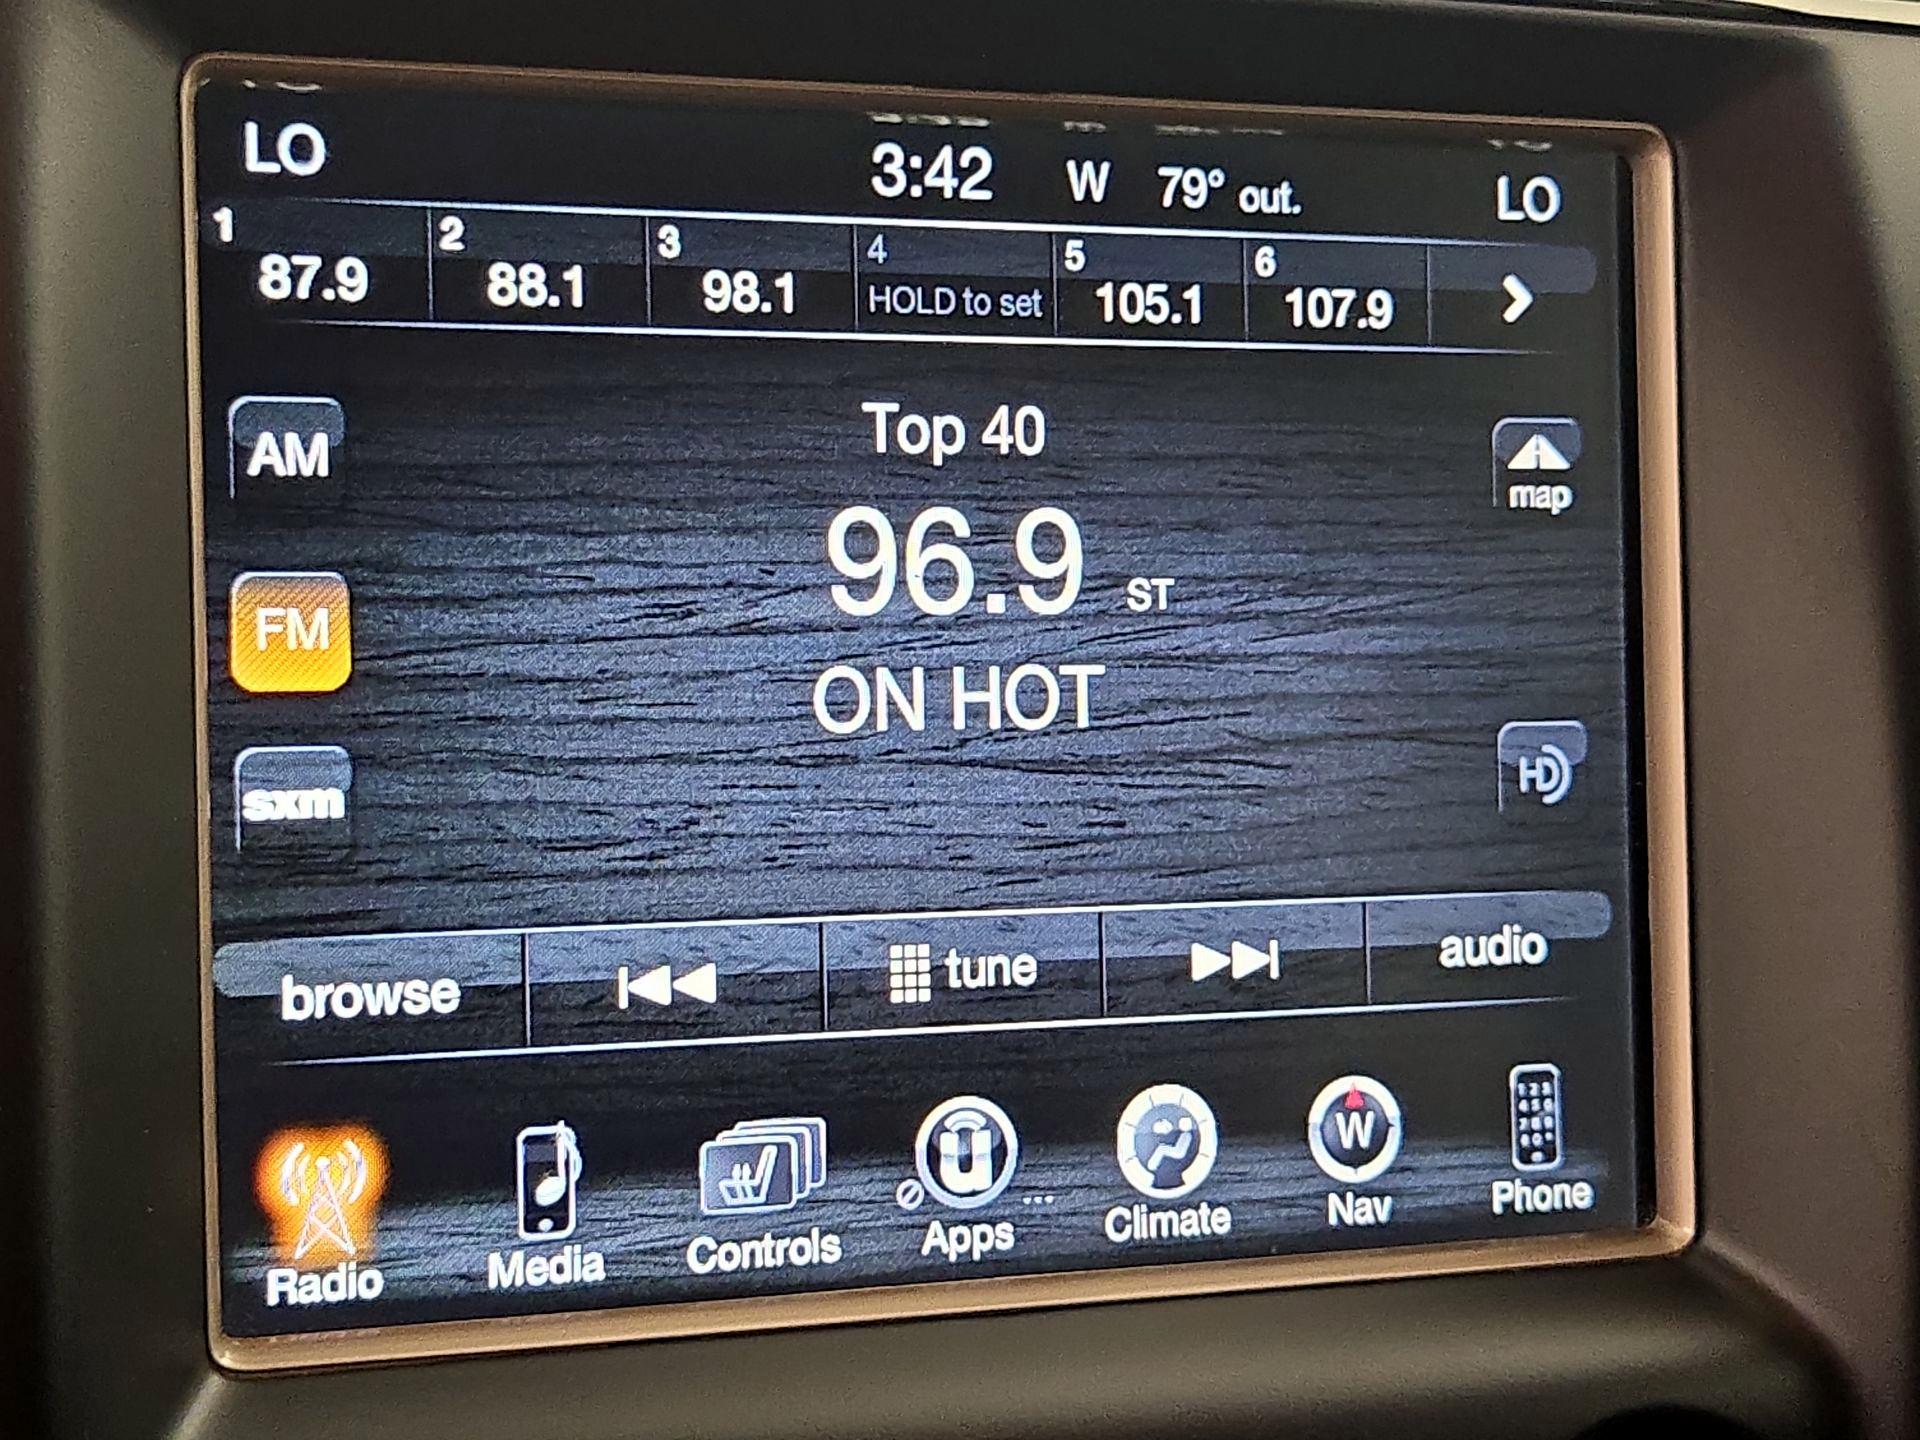 LO 3:42 W 79° out. LO
1 2 3 4 5 6
87.9 88.1 98.1 HOLD to set 105.1 107.9
AM Top 40 map
96.9 ST
FM
ON HOT
sxm HD
browse tune audio
W
Radio Media Controls Apps ... Climate Nav Phone